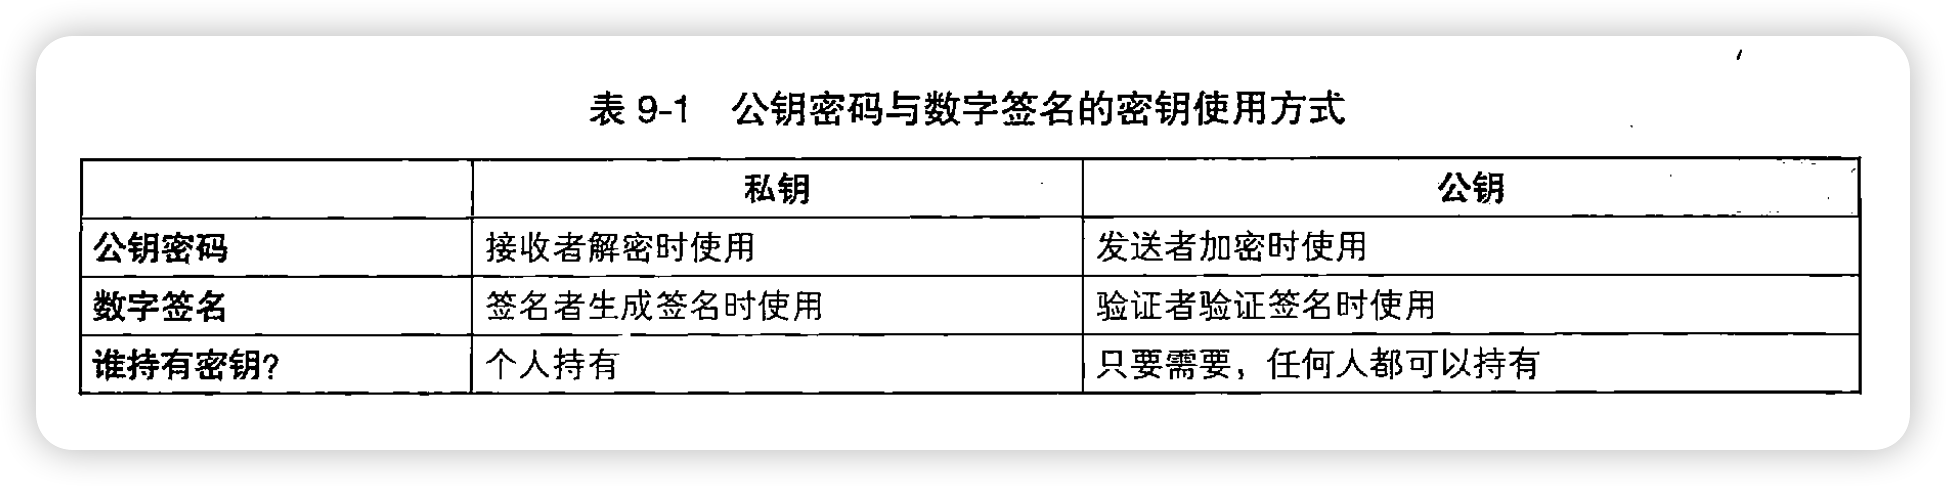 表 9-1 公钥密码与数字签名的密钥使用方式
私钥 公钥
公钥密码 接收者解密时使用 发送者加密时使用
数字签名 签名者生成签名时使用 验证者验证签名时使用
谁持有密钥? 个人持有 只要需要，任何人都可以持有